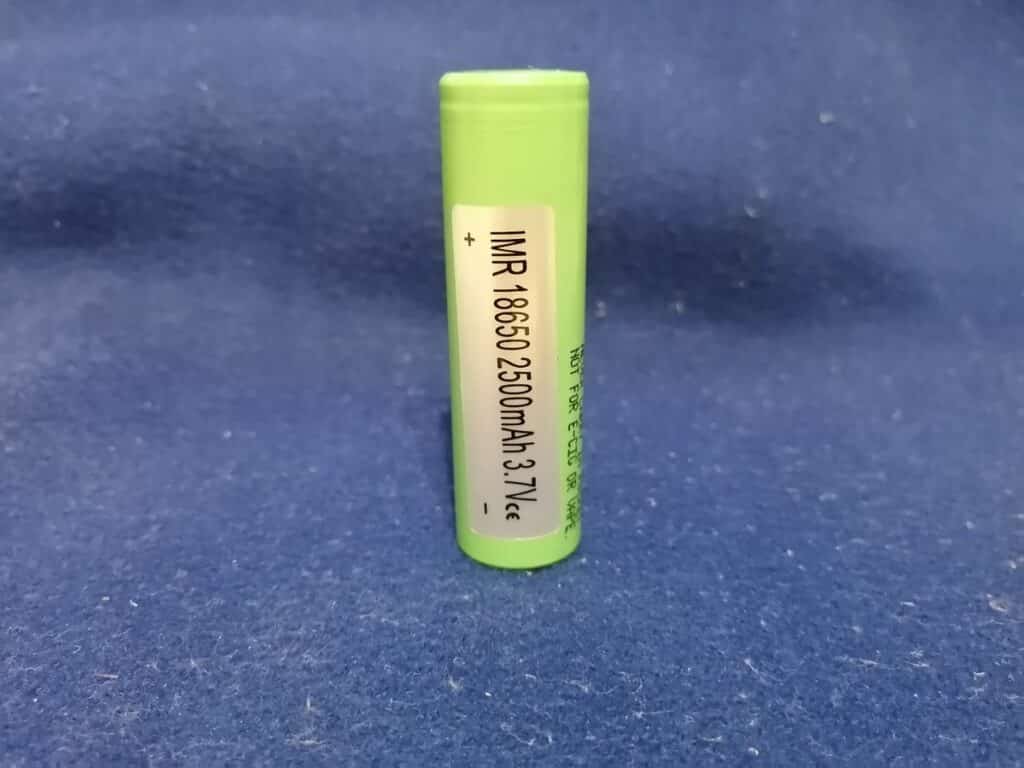 +
IMR 18650 2500mAh 3.7V CE
-
NOT FOR E-CIG OR VAPE.